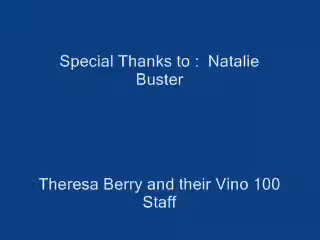 Special Thanks to :  Natalie
Buster
Theresa Berry and their Vino 100
Staff